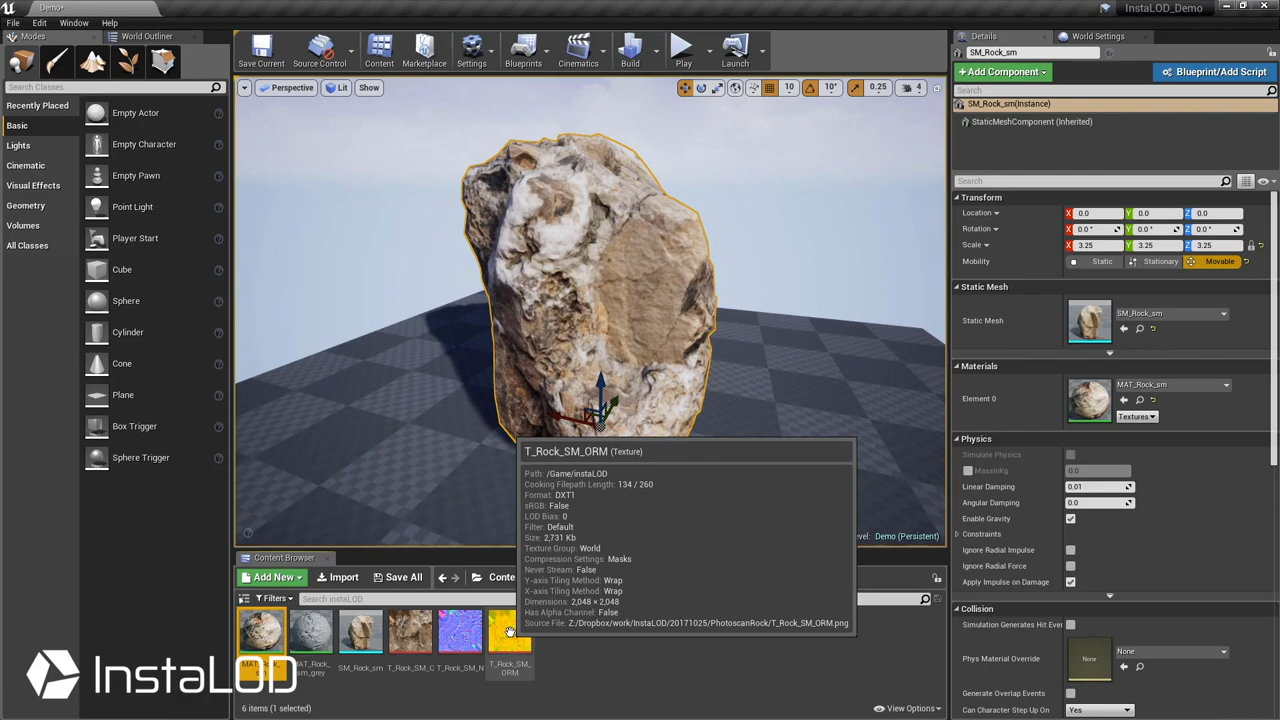 Demo*
InstaLOD_Demo
File Edit Window Help
Modes
World Outliner
Search Classes
Recently Placed
Basic
Lights
Cinematic
Visual Effects
Geometry
Volumes
All Classes
Empty Actor
Empty Character
Empty Pawn
Point Light
Player Start
Cube
Sphere
Cylinder
Cone
Plane
Box Trigger
Sphere Trigger
Save Current
Source Control
Content
Marketplace
Settings
Blueprints
Cinematics
Build
Play
Launch
Perspective
Lit
Show
10
10°
0.25
4
T_Rock_SM_ORM (Texture)
Path: /Game/instaLOD
Cooking Filepath Length: 134 / 260
Format: DXT1
sRGB: False
LOD Bias: 0
Filter: Default
Size: 2,731 Kb
Texture Group: World
Compression Settings: Masks
Never Stream: False
Y-axis Tiling Method: Wrap
X-axis Tiling Method: Wrap
Dimensions: 2,048 × 2,048
Has Alpha Channel: False
Source File: Z:/Dropbox/work/InstaLOD/20171025/PhotoscanRock/T_Rock_SM_ORM.png
Demo (Persistent)
Content Browser
Add New
Import
Save All
Conte
Filters
Search instaLOD
MAT_Rock_
MAT_Rock_
sm_grey
SM_Rock_sm
T_Rock_SM_C
T_Rock_SM_N
T_Rock_SM_
ORM
6 items (1 selected)
View Options
InstaLOD
Details
World Settings
SM_Rock_sm
Add Component
Blueprint/Add Script
Search
SM_Rock_sm(Instance)
StaticMeshComponent (Inherited)
Search
Transform
Location X 0.0 Y 0.0 Z 0.0
Rotation X 0.0 ° Y 0.0 ° Z 0.0 °
Scale X 3.25 Y 3.25 Z 3.25
Mobility Static Stationary Movable
Static Mesh
Static Mesh
SM_Rock_sm
Materials
Element 0
MAT_Rock_sm
Textures
Physics
Simulate Physics
MassInKg 0.0
Linear Damping 0.01
Angular Damping 0.0
Enable Gravity
Constraints
Ignore Radial Impulse
Ignore Radial Force
Apply Impulse on Damage
Collision
Simulation Generates Hit Even
Phys Material Override
None
None
Generate Overlap Events
Can Character Step Up On Yes